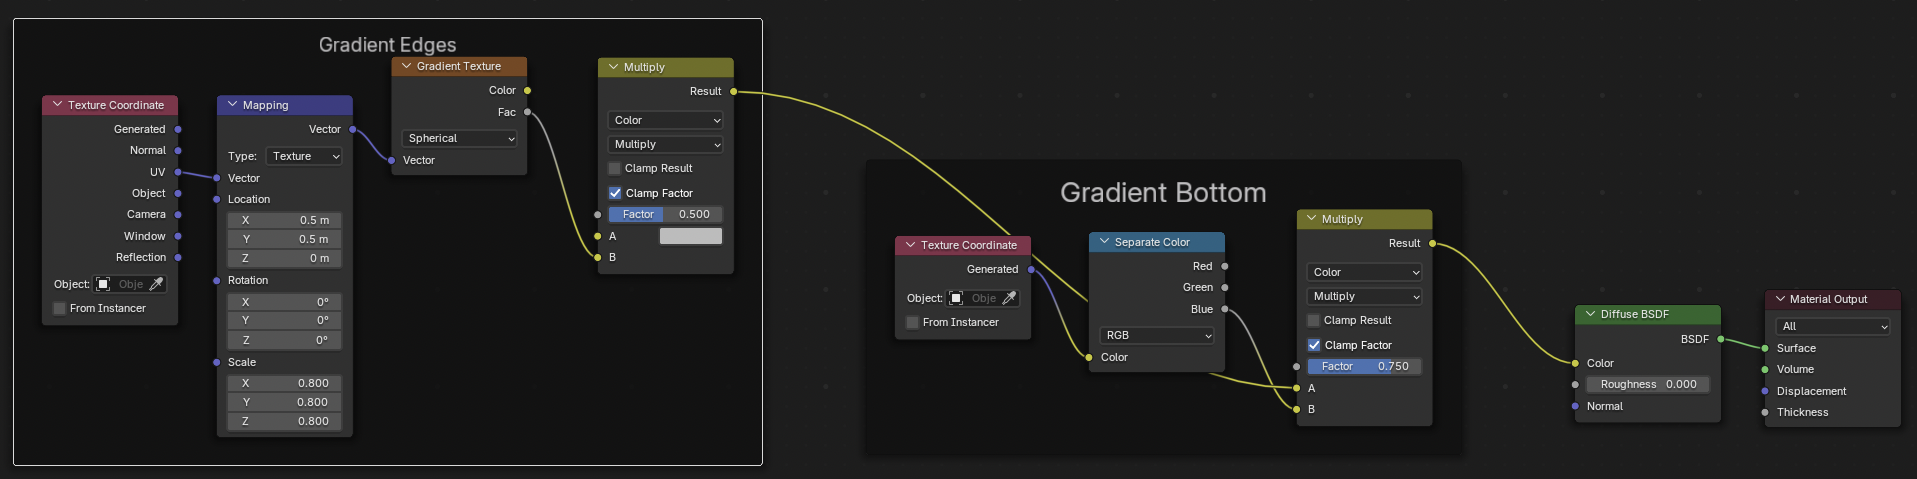 Gradient Edges
Texture Coordinate
Generated
Normal
UV
Object
Camera
Window
Reflection
Object: Obje
From Instancer
Mapping
Vector
Type: Texture
Vector
Location
X 0.5 m
Y 0.5 m
Z 0 m
Rotation
X 0°
Y 0°
Z 0°
Scale
X 0.800
Y 0.800
Z 0.800
Gradient Texture
Color
Fac
Spherical
Vector
Multiply
Result
Color
Multiply
Clamp Result
Clamp Factor
Factor 0.500
A
B
Gradient Bottom
Texture Coordinate
Generated
Object: Obje
From Instancer
Separate Color
Red
Green
Blue
RGB
Color
Multiply
Result
Color
Multiply
Clamp Result
Clamp Factor
Factor 0.750
A
B
Diffuse BSDF
BSDF
Color
Roughness 0.000
Normal
Material Output
All
Surface
Volume
Displacement
Thickness